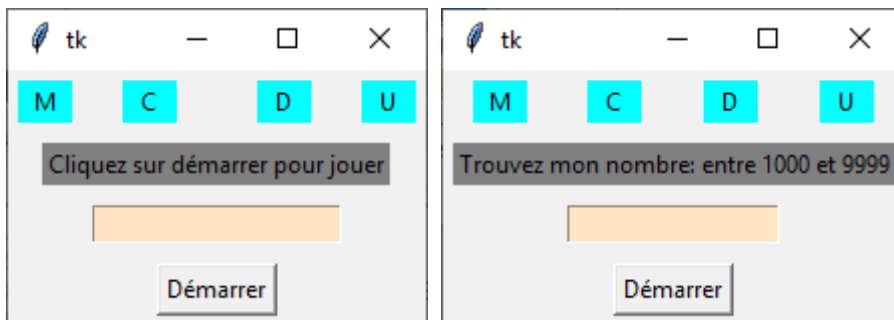 tk
M C D U
Cliquez sur démarrer pour jouer
Démarrer
tk
M C D U
Trouvez mon nombre: entre 1000 et 9999
Démarrer